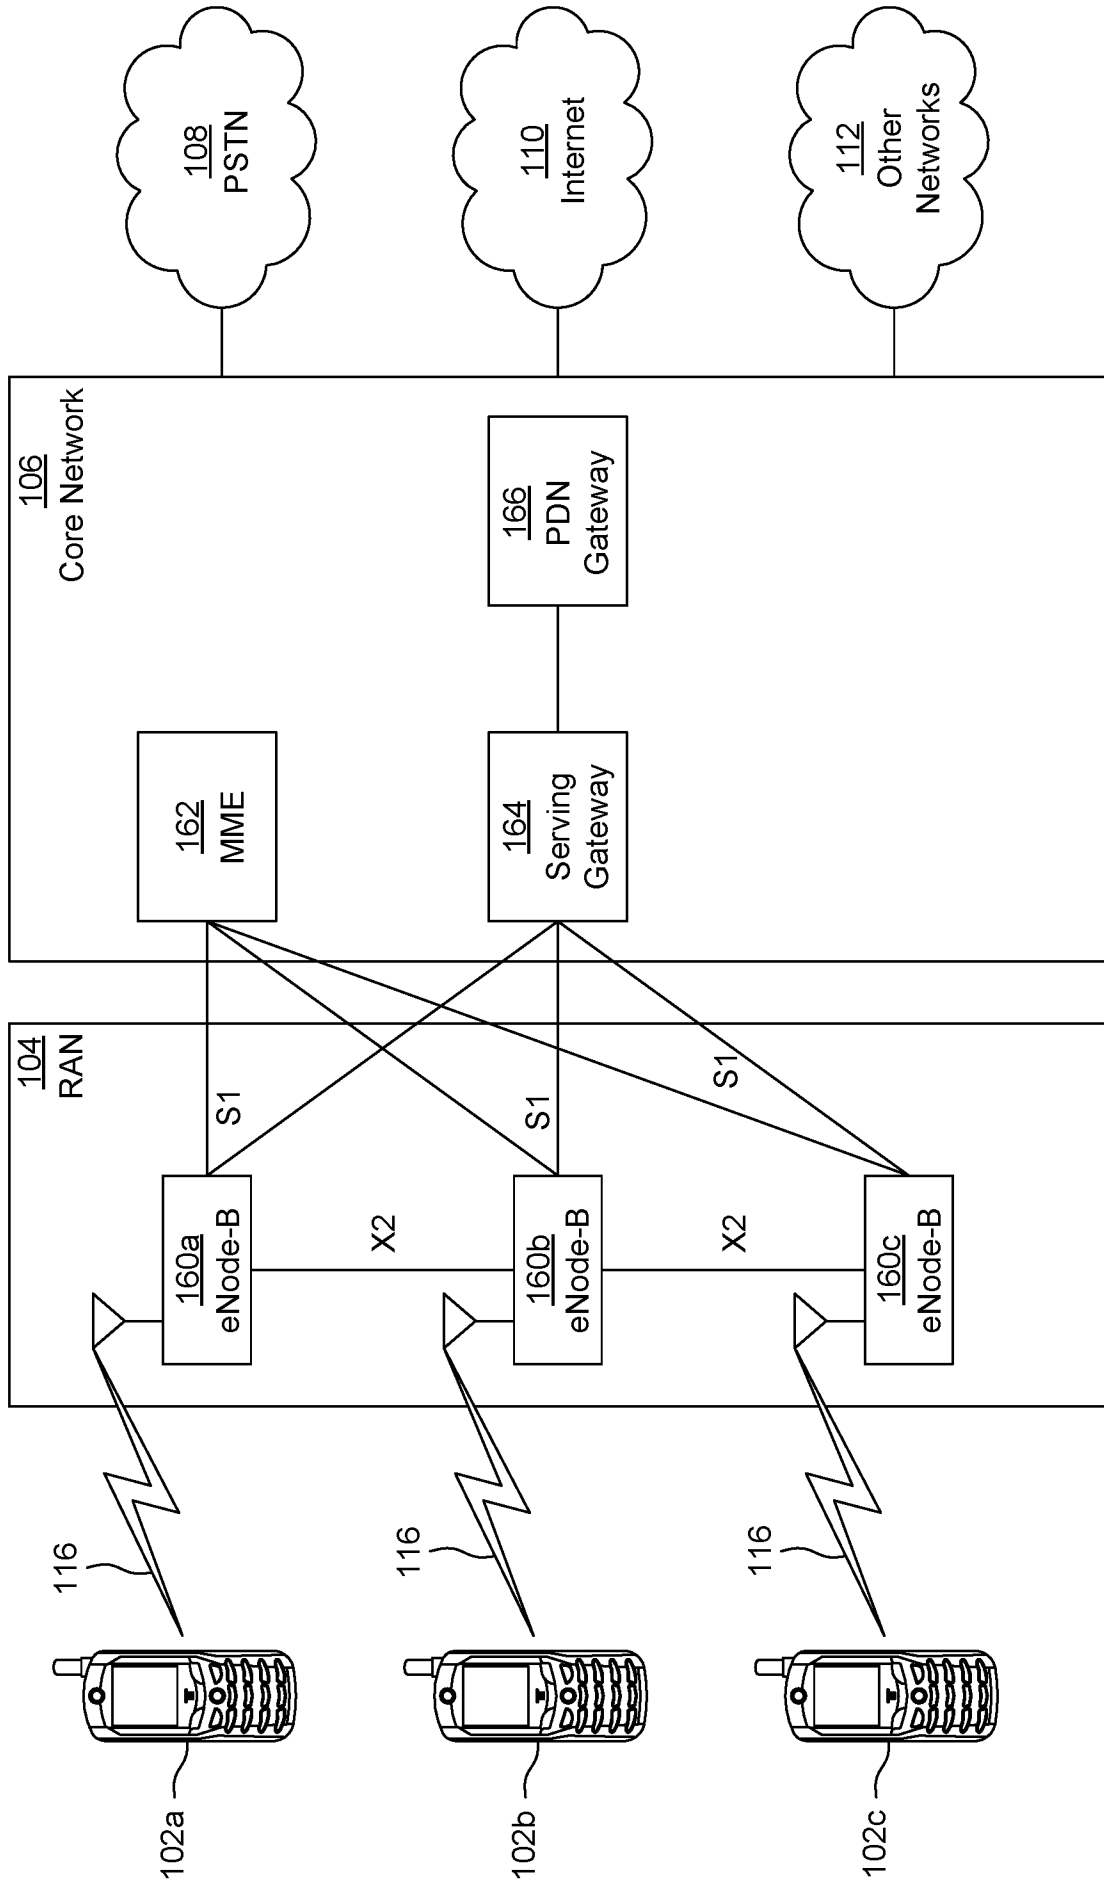 102a
116
104
RAN
160a
eNode-B
S1
X2
106
Core Network
162
MME
108
PSTN
102b
116
160b
eNode-B
S1
X2
164
Serving
Gateway
166
PDN
Gateway
110
Internet
102c
116
160c
eNode-B
S1
112
Other
Networks